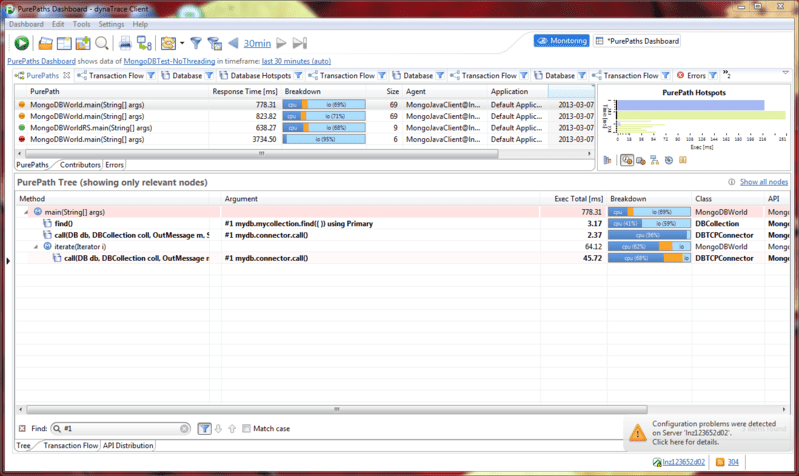 PurePaths Dashboard - dynaTrace Client
Dashboard Edit Tools Settings Help
30min
Monitoring
*PurePaths Dashboard
PurePaths Dashboard shows data of MongoDBTest-NoThreading in timeframe: last 30 minutes (auto)
PurePaths Transaction Flow Database Database Hotspots Transaction Flow Database Transaction Flow Database Transaction Flow Errors »2
PurePath Response Time [ms] Breakdown Size Agent Application
MongoDBWorld.main(String[] args) 778.31 cpu io (69%) 69 MongoJavaClient@In... Default Applic... 2013-03-07
MongoDBWorld.main(String[] args) 823.82 cpu io (71%) 69 MongoJavaClient@In... Default Applic... 2013-03-07
MongoDBWorldRS.main(String[] args) 638.27 cpu io (68%) 9 MongoJavaClient@In... Default Applic... 2013-03-07
MongoDBWorld.main(String[] args) 3734.50 io (95%) 6 MongoJavaClient@In... Default Applic... 2013-03-07
PurePaths Contributors Errors
PurePath Hotspots
Exec [ms]
PurePath Tree (showing only relevant nodes)
Show all nodes
Method Argument Exec Total [ms] Breakdown Class API
main(String[] args) 778.31 cpu io (69%) MongoDBWorld Mongo
find() #1 mydb.mycollection.find({ }) using Primary 3.17 cpu (41%) io (59%) DBCollection Mong
call(DB db, DBCollection coll, OutMessage m, S #1 mydb.connector.call() 2.37 cpu (96%) DBTCPConnector Mong
iterate(Iterator i) 64.12 cpu (62%) io MongoDBWorld Mongo
call(DB db, DBCollection coll, OutMessage m #1 mydb.connector.call() 45.72 cpu (68%) io DBTCPConnector Mong
Find: #1 Match case
Configuration problems were detected
on Server 'lnz123652d02'.
Click here for details.
Tree Transaction Flow API Distribution
lnz123652d02 304